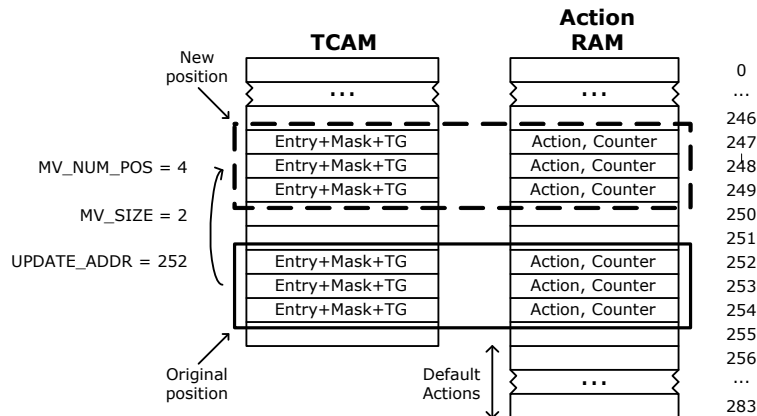 Action
TCAM RAM
New
position
0
... ... ...
246
Entry+Mask+TG Action, Counter 247
MV_NUM_POS = 4 Entry+Mask+TG Action, Counter 248
Entry+Mask+TG Action, Counter 249
MV_SIZE = 2 250
251
UPDATE_ADDR = 252 Entry+Mask+TG Action, Counter 252
Entry+Mask+TG Action, Counter 253
Entry+Mask+TG Action, Counter 254
255
Original
position
Default
Actions
256
... ...
283